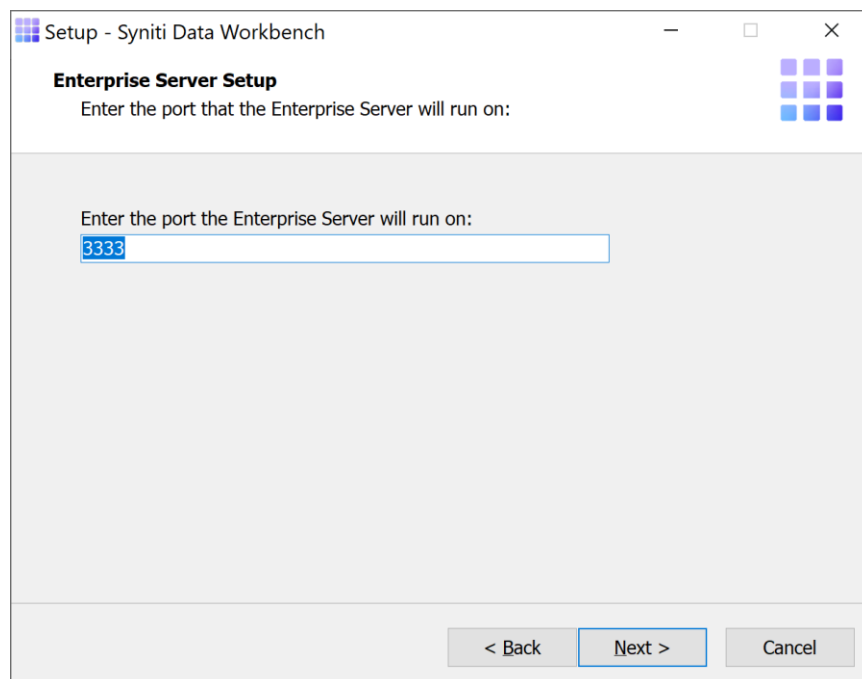 Setup - Syniti Data Workbench
Enterprise Server Setup
Enter the port that the Enterprise Server will run on:
Enter the port the Enterprise Server will run on:
3333
< Back
Next >
Cancel